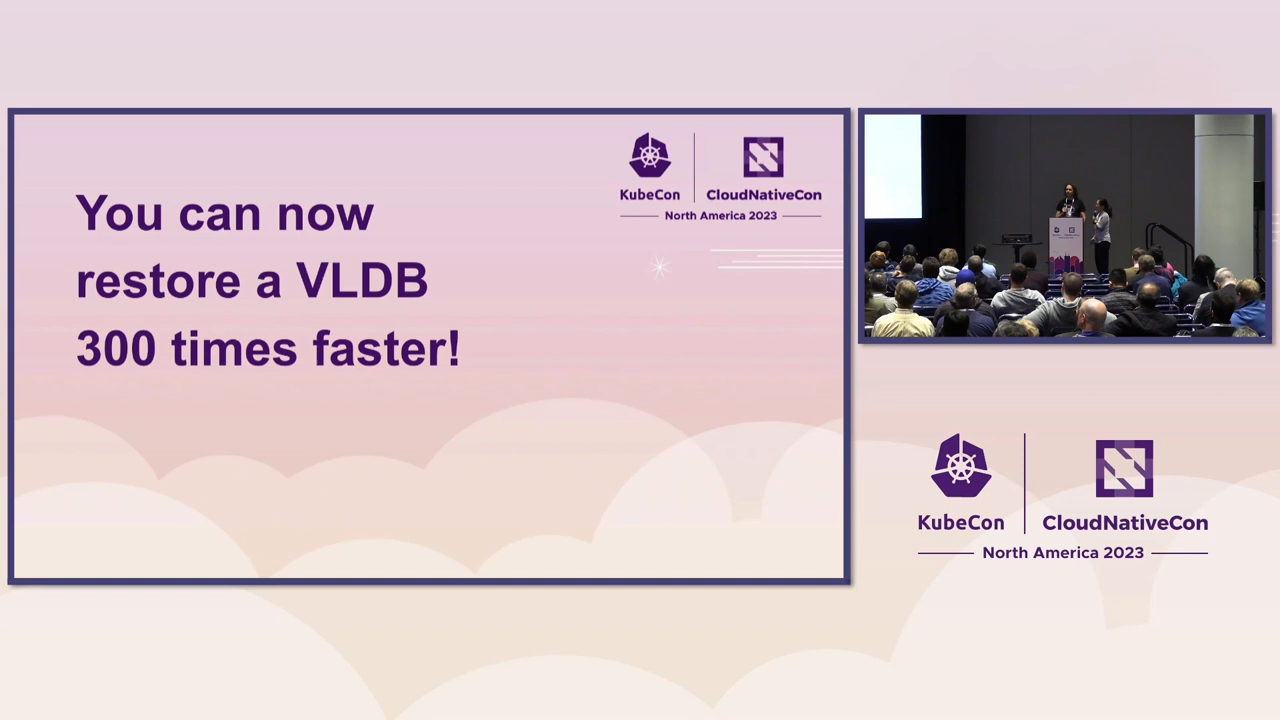 You can now
restore a VLDB
300 times faster!
KubeCon
CloudNativeCon
North America 2023
KubeCon
CloudNativeCon
North America 2023